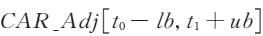 CAR_Adj[t₀ − lb, t₁ + ub]